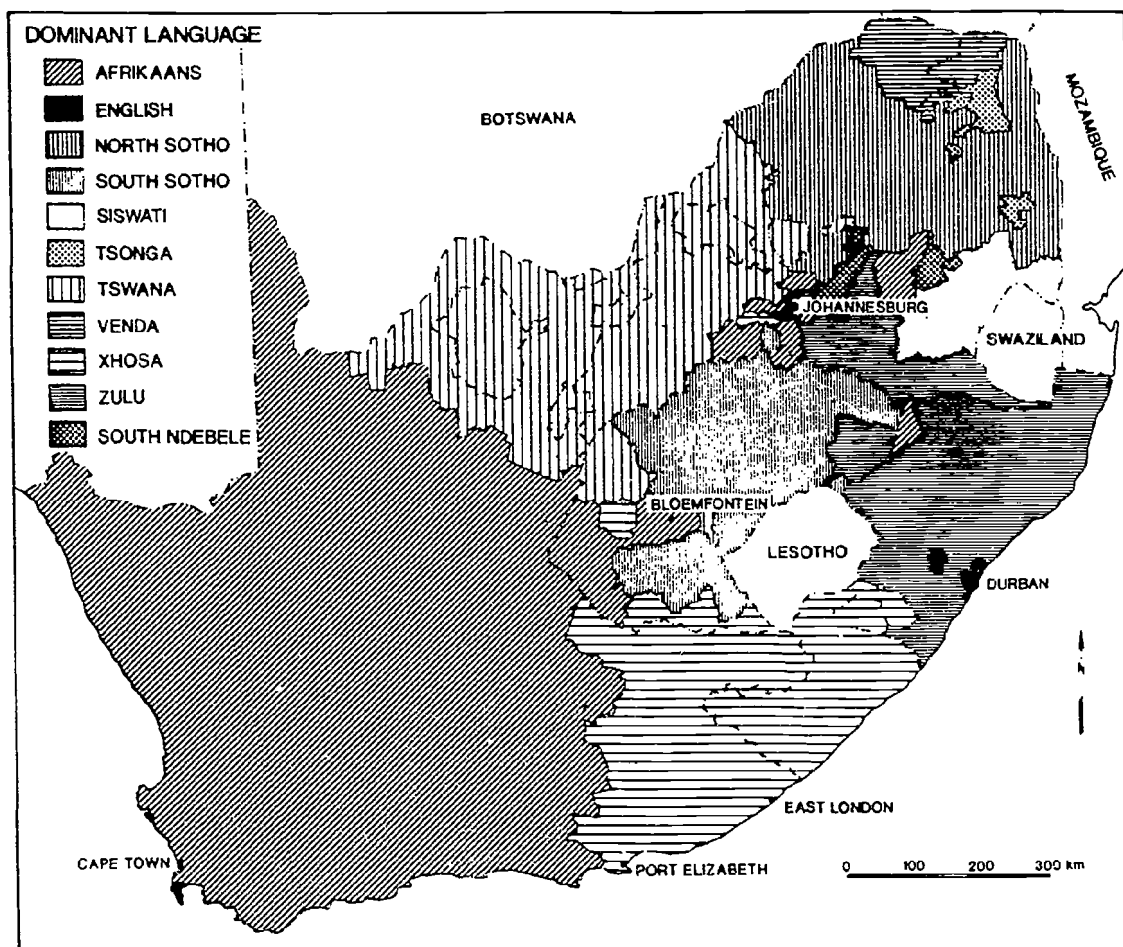 DOMINANT LANGUAGE
AFRIKAANS
ENGLISH
NORTH SOTHO
SOUTH SOTHO
SISWATI
TSONGA
TSWANA
VENDA
XHOSA
ZULU
SOUTH NDEBELE
BOTSWANA
MOZAMBIQUE
JOHANNESBURG
SWAZILAND
BLOEMFONTEIN
LESOTHO
DURBAN
N
EAST LONDON
CAPE TOWN
PORT ELIZABETH
0 100 200 300 km